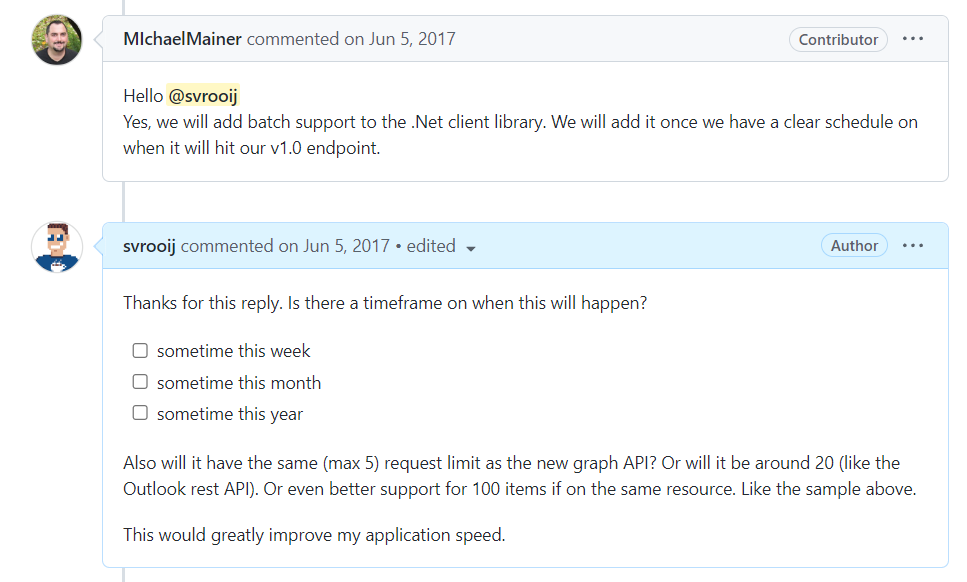 MIchaelMainer commented on Jun 5, 2017 Contributor
Hello @svrooij
Yes, we will add batch support to the .Net client library. We will add it once we have a clear schedule on
when it will hit our v1.0 endpoint.
svrooij commented on Jun 5, 2017 • edited Author
Thanks for this reply. Is there a timeframe on when this will happen?
sometime this week
sometime this month
sometime this year
Also will it have the same (max 5) request limit as the new graph API? Or will it be around 20 (like the
Outlook rest API). Or even better support for 100 items if on the same resource. Like the sample above.
This would greatly improve my application speed.